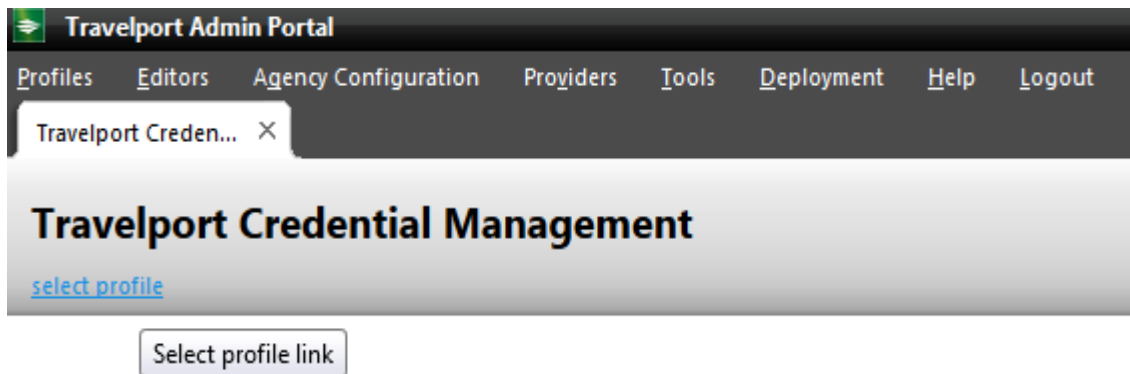 Travelport Admin Portal
Profiles Editors Agency Configuration Providers Tools Deployment Help Logout
Travelport Creden...
Travelport Credential Management
select profile
Select profile link